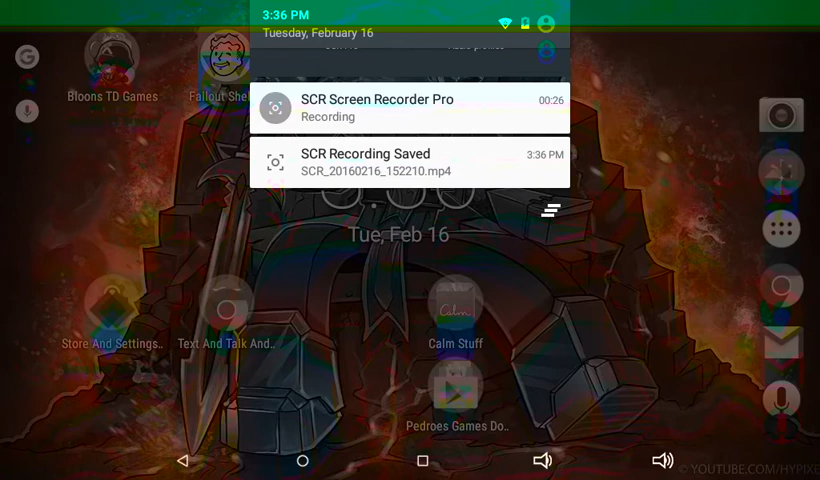 3:36 PM
Tuesday, February 16
Audio profiles
SCR Screen Recorder Pro
00:26
Recording
SCR Recording Saved
3:36 PM
SCR_20160216_152210.mp4
Bloons TD Games
Fallout Shel
Tue, Feb 16
Store And Settings..
Text And Talk And..
Calm
Calm Stuff
Pedroes Games Do..
© YOUTUBE.COM/HYPIXE